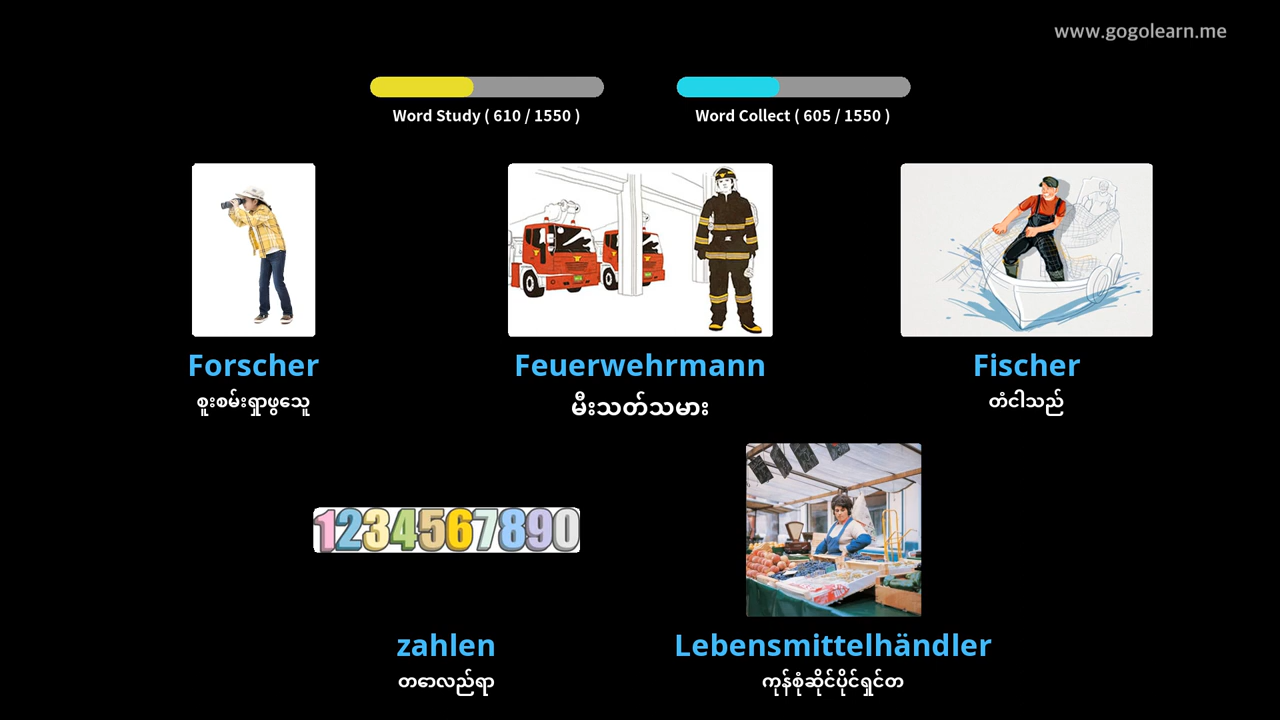 www.gogolearn.me
Word Study ( 610 / 1550 )
Word Collect ( 605 / 1550 )
Forscher
Feuerwehrmann
Fischer
စူးစမ်းရှာဖွေသူ
မီးသတ်သမား
တံငါသည်
1234567890
zahlen
Lebensmittelhändler
တလောည်ရာ
ကုန်စုံဆိုင်ပိုင်ရှင်တ